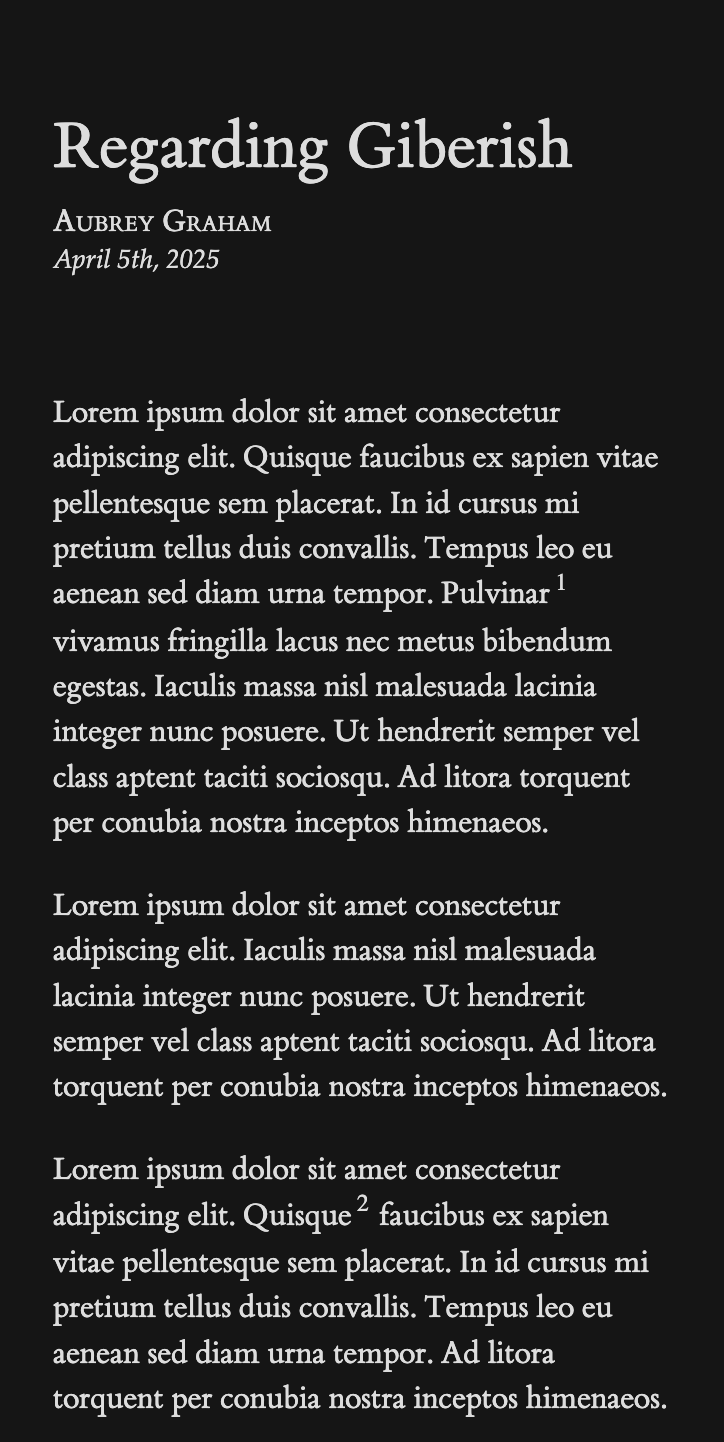 Regarding Giberish
Aubrey Graham
April 5th, 2025
Lorem ipsum dolor sit amet consectetur
adipiscing elit. Quisque faucibus ex sapien vitae
pellentesque sem placerat. In id cursus mi
pretium tellus duis convallis. Tempus leo eu
aenean sed diam urna tempor. Pulvinar 1
vivamus fringilla lacus nec metus bibendum
egestas. Iaculis massa nisl malesuada lacinia
integer nunc posuere. Ut hendrerit semper vel
class aptent taciti sociosqu. Ad litora torquent
per conubia nostra inceptos himenaeos.
Lorem ipsum dolor sit amet consectetur
adipiscing elit. Iaculis massa nisl malesuada
lacinia integer nunc posuere. Ut hendrerit
semper vel class aptent taciti sociosqu. Ad litora
torquent per conubia nostra inceptos himenaeos.
Lorem ipsum dolor sit amet consectetur
adipiscing elit. Quisque 2 faucibus ex sapien
vitae pellentesque sem placerat. In id cursus mi
pretium tellus duis convallis. Tempus leo eu
aenean sed diam urna tempor. Ad litora
torquent per conubia nostra inceptos himenaeos.